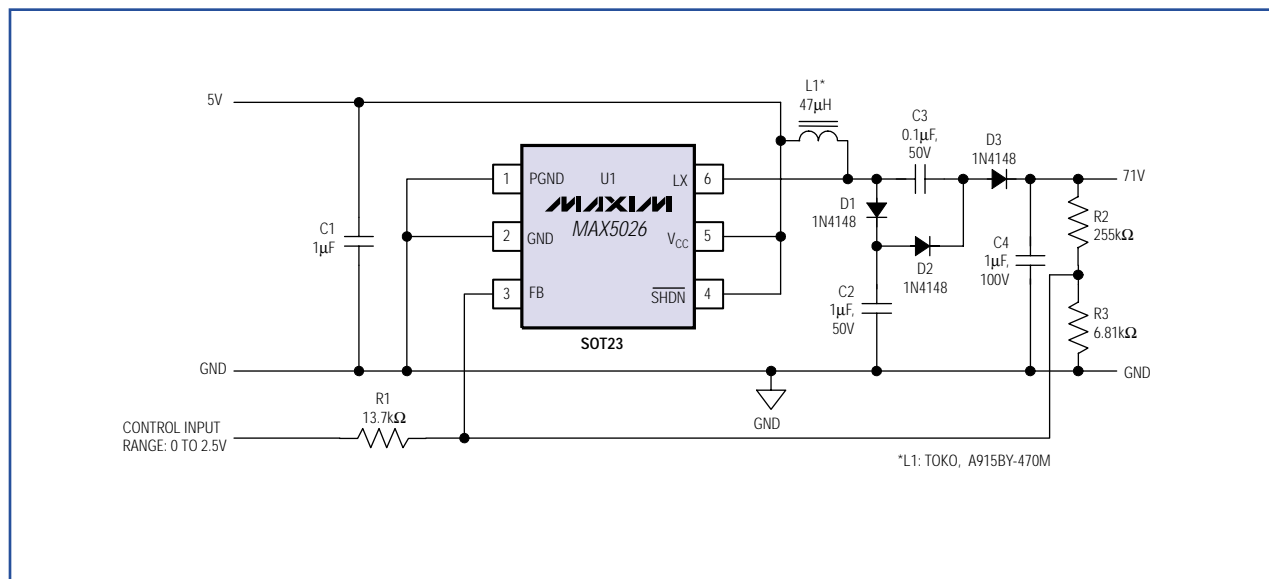 L1*
47μH
5V
C3
0.1μF,
50V
D3
1N4148
71V
1
PGND
U1
LX
6
MAXIM
MAX5026
D1
1N4148
R2
255kΩ
C1
1μF
2
GND
VCC
5
D2
1N4148
C4
1μF,
100V
3
FB
SHDN
4
C2
1μF,
50V
R3
6.81kΩ
SOT23
GND
GND
R1
13.7kΩ
GND
CONTROL INPUT
RANGE: 0 TO 2.5V
*L1: TOKO, A915BY-470M